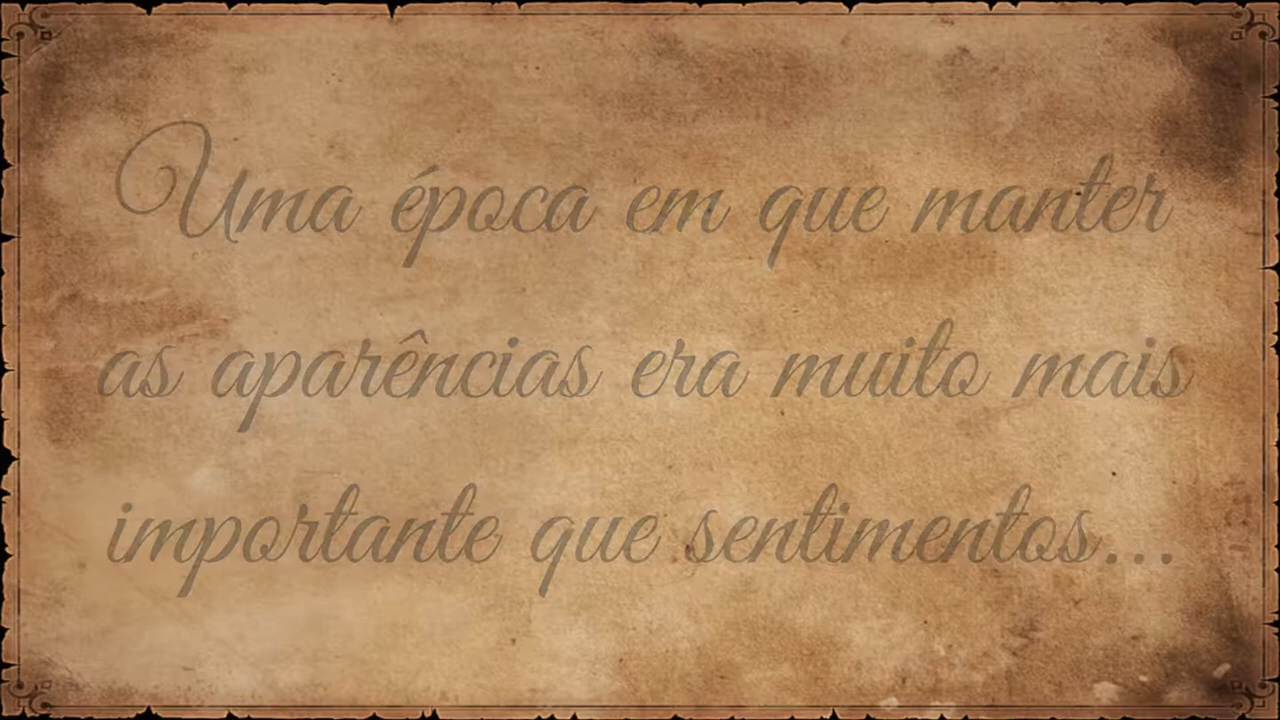 Uma época em que manter
as aparências era muito mais
importante que sentimentos...